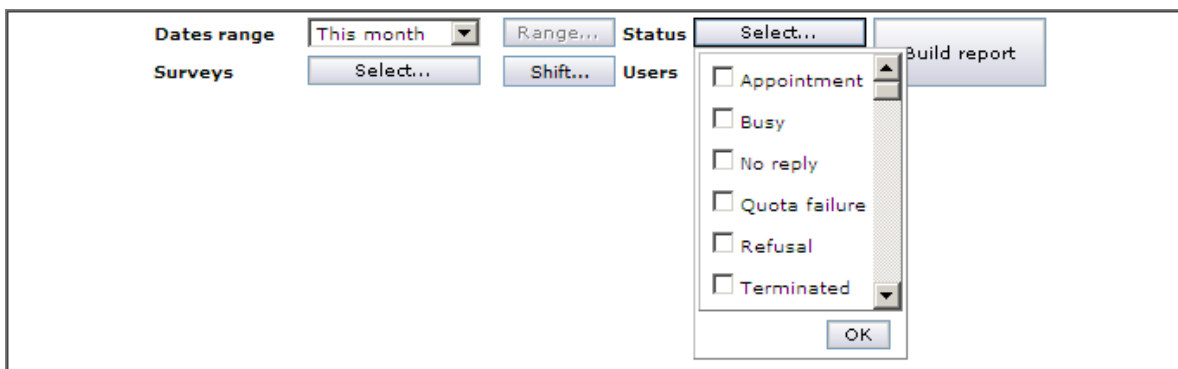 Dates range This month Range... Status Select... Build report
Surveys Select... Shift... Users
Appointment
Busy
No reply
Quota failure
Refusal
Terminated
OK